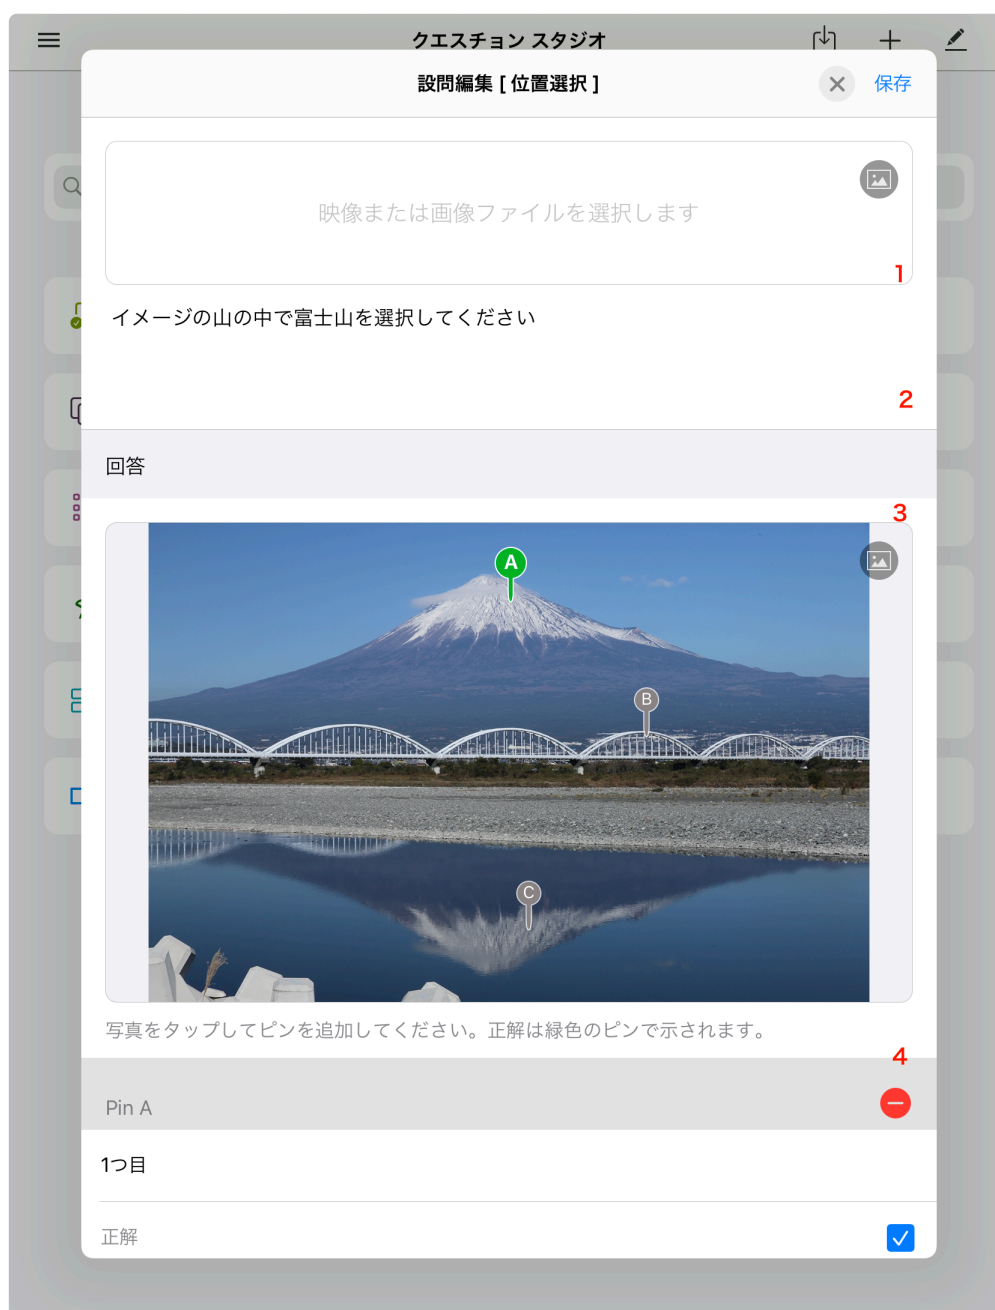 クエスチョン スタジオ
設問編集 [ 位置選択 ]
保存
映像または画像ファイルを選択します
1
イメージの山の中で富士山を選択してください
2
回答
3
A
B
C
写真をタップしてピンを追加してください。正解は緑色のピンで示されます。
4
Pin A
1つ目
正解